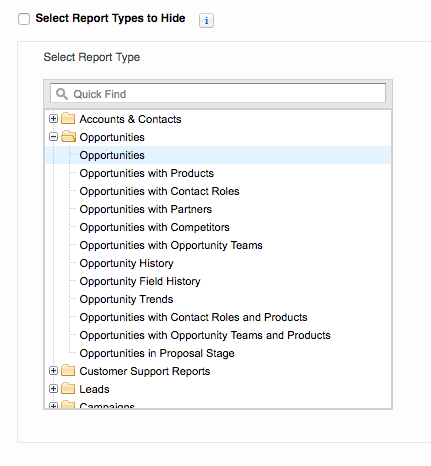 Select Report Types to Hide i
Select Report Type
Quick Find
Accounts & Contacts
Opportunities
Opportunities
Opportunities with Products
Opportunities with Contact Roles
Opportunities with Partners
Opportunities with Competitors
Opportunities with Opportunity Teams
Opportunity History
Opportunity Field History
Opportunity Trends
Opportunities with Contact Roles and Products
Opportunities with Opportunity Teams and Products
Opportunities in Proposal Stage
Customer Support Reports
Leads
Campaigns